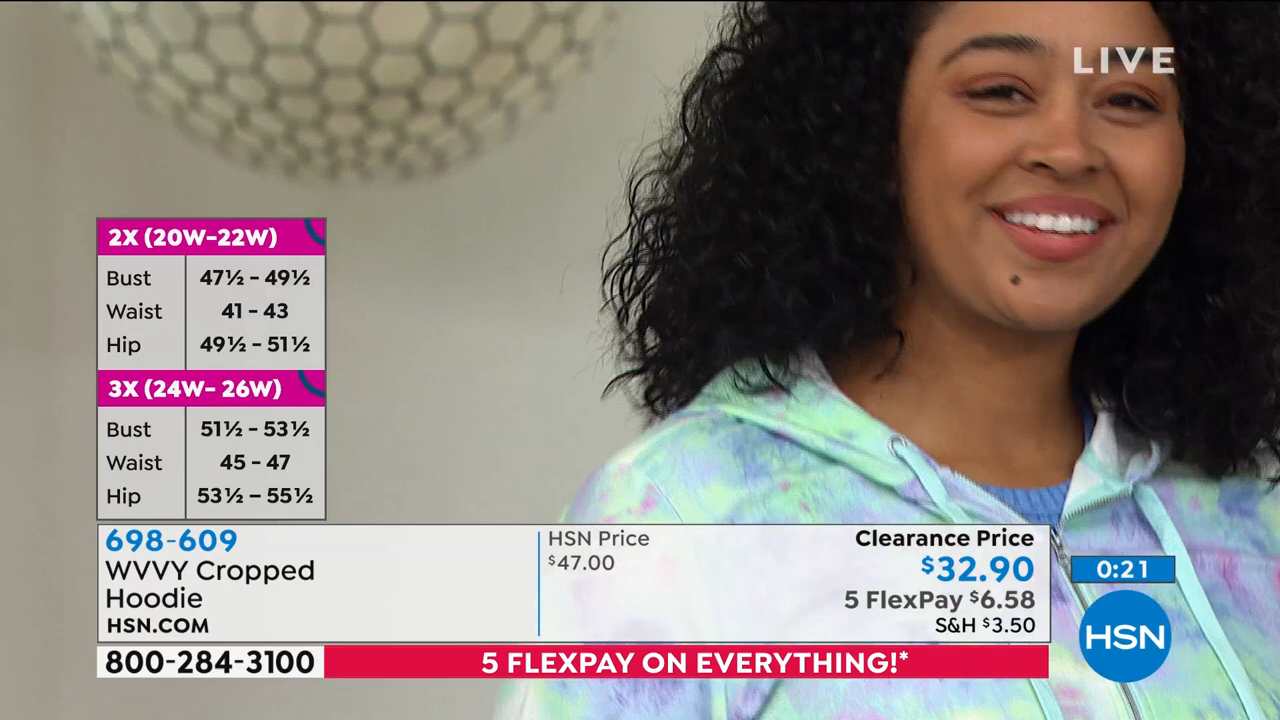 LIVE
2X (20W-22W)
Bust 47½ - 49½
Waist 41 - 43
Hip 49½ - 51½
3X (24W- 26W)
Bust 51½ - 53½
Waist 45 - 47
Hip 53½ - 55½
698-609
WVVY Cropped
Hoodie
HSN.COM
HSN Price
$47.00
Clearance Price
$32.90
5 FlexPay $6.58
S&H $3.50
0:21
HSN
800-284-3100
5 FLEXPAY ON EVERYTHING!*